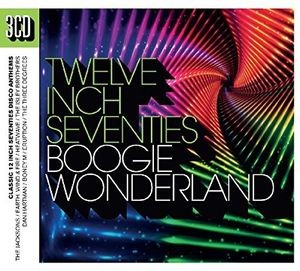 3CD
CLASSIC 12 INCH SEVENTIES DISCO ANTHEMS
THE JACKSONS / EARTH WIND & FIRE / HEATWAVE / THE ISLEY BROTHERS
DAN HARTMAN / BONEY M / ERUPTION / THE THREE DEGREES
TWELVE
INCH
SEVENTIES
BOOGIE
WONDERLAND